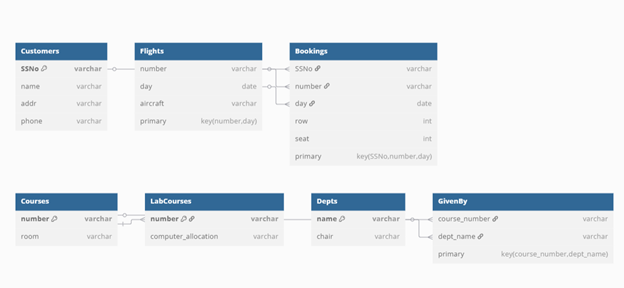 Customers
SSNo varchar
name varchar
addr varchar
phone varchar
Flights
number varchar
day date
aircraft varchar
primary key(number,day)
Bookings
SSNo varchar
number varchar
day date
row int
seat int
primary key(SSNo,number,day)
Courses
number varchar
room varchar
LabCourses
number varchar
computer_allocation varchar
Depts
name varchar
chair varchar
GivenBy
course_number varchar
dept_name varchar
primary key(course_number,dept_name)